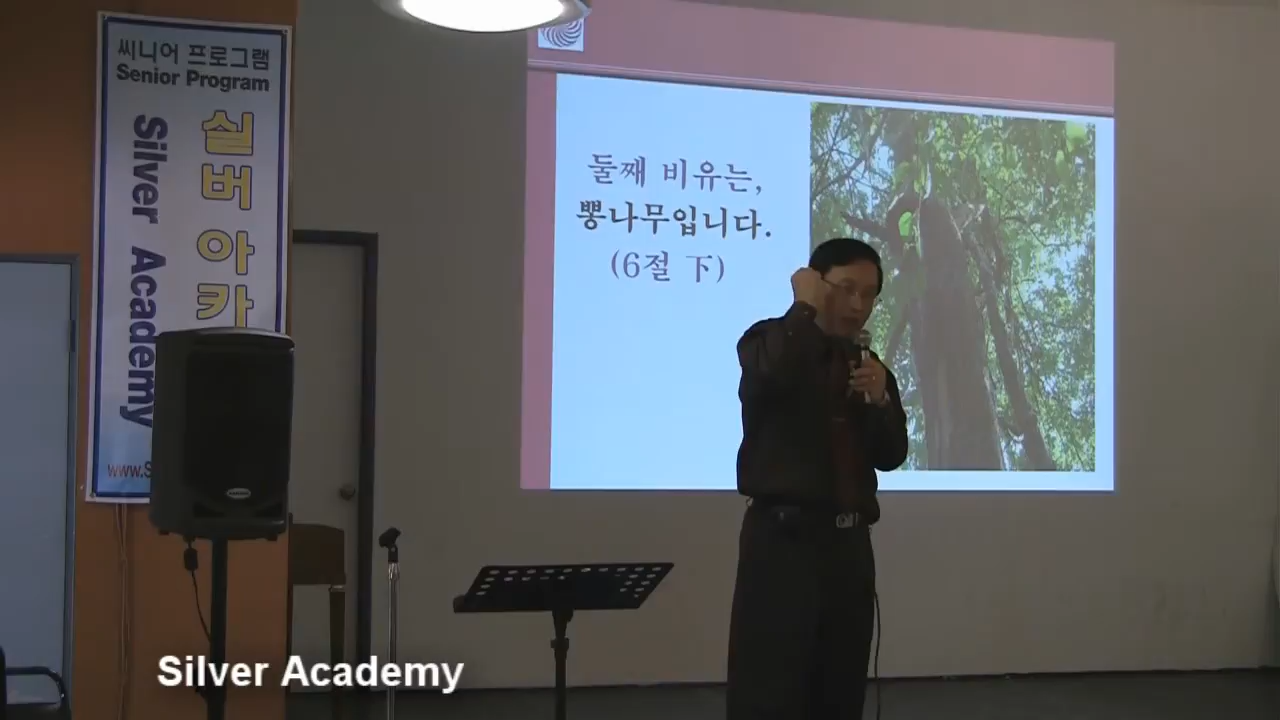 씨니어 프로그램
Senior Program
실버 아카
Silver Academy
www.S
둘째 비유는,
뽕나무입니다.
(6절 下)
Silver Academy